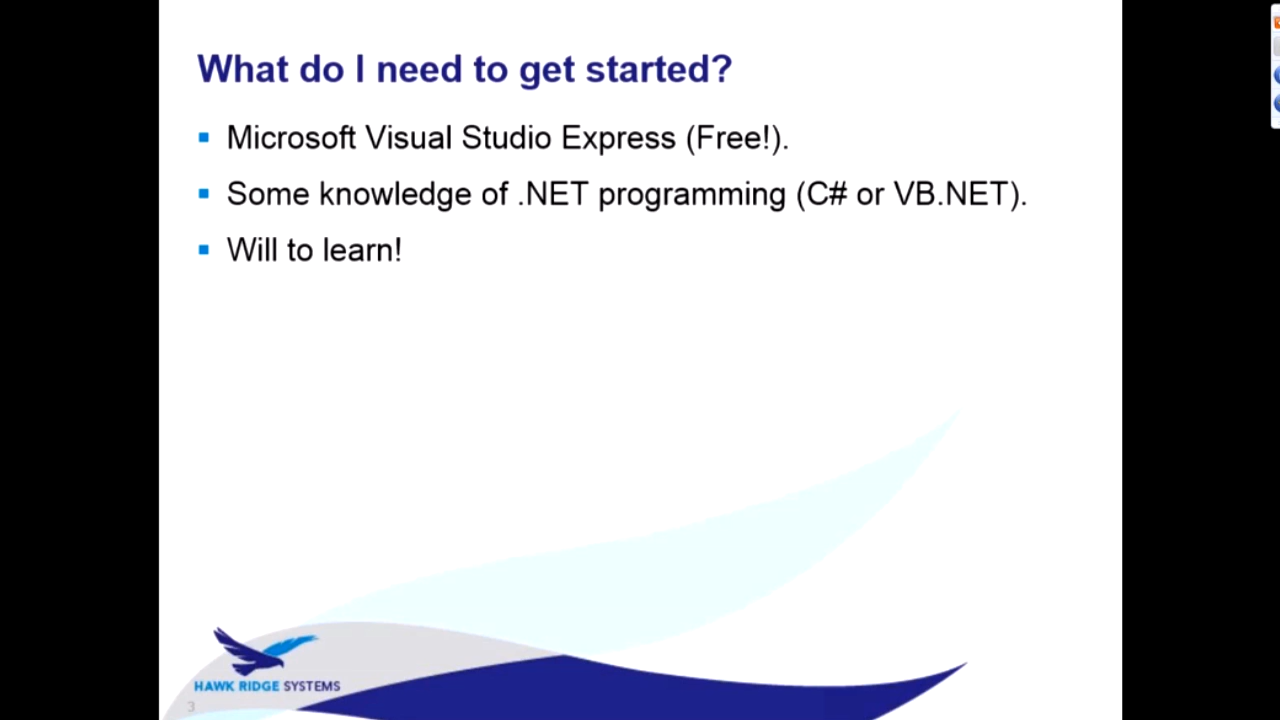 What do I need to get started?
Microsoft Visual Studio Express (Free!).
Some knowledge of .NET programming (C# or VB.NET).
Will to learn!
HAWK RIDGE SYSTEMS
3